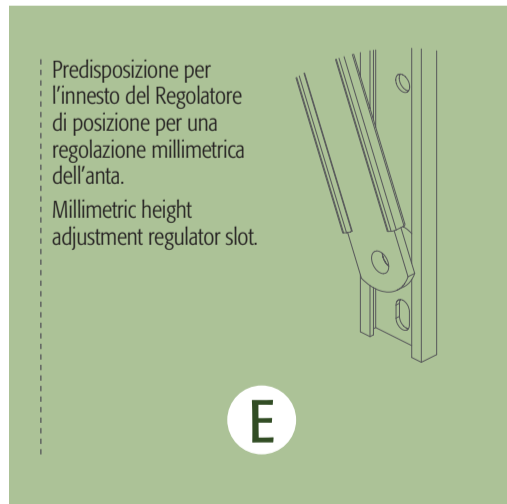 Predisposizione per
l'innesto del Regolatore
di posizione per una
regolazione millimetrica
dell'anta.
Millimetric height
adjustment regulator slot.
E